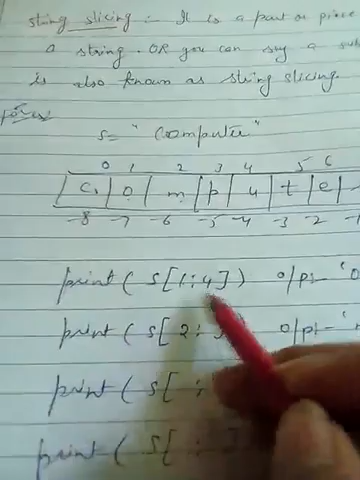 string slicing :- It is a part or piece
a string. OR you can say a sub
is also known as string slicing.
s= "Computer"
0 1 2 3 4 5 6
C o m p u t e
-8 -7 -6 -5 -4 -3 -2 -1
print ( s[1:4]) o/p:- 'o
print ( s[2: o/p:- '
print ( s[ :
print ( s[ :